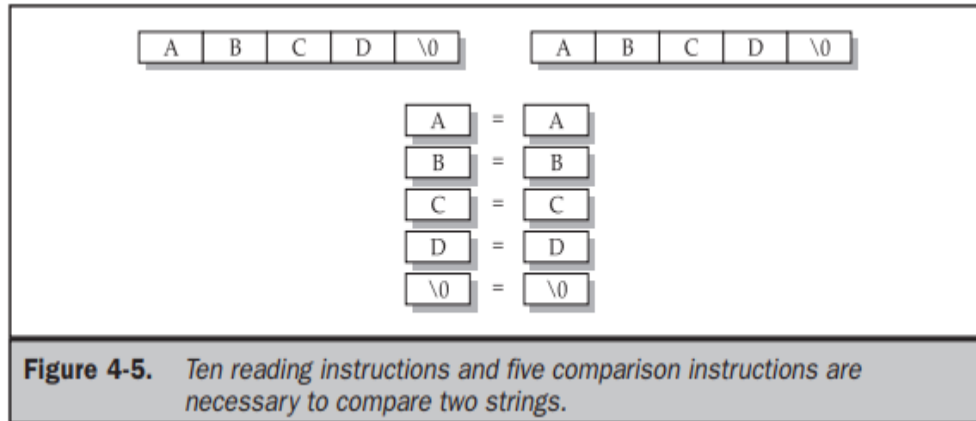 A B C D \0 A B C D \0
A = A
B = B
C = C
D = D
\0 = \0
Figure 4-5. Ten reading instructions and five comparison instructions are
necessary to compare two strings.